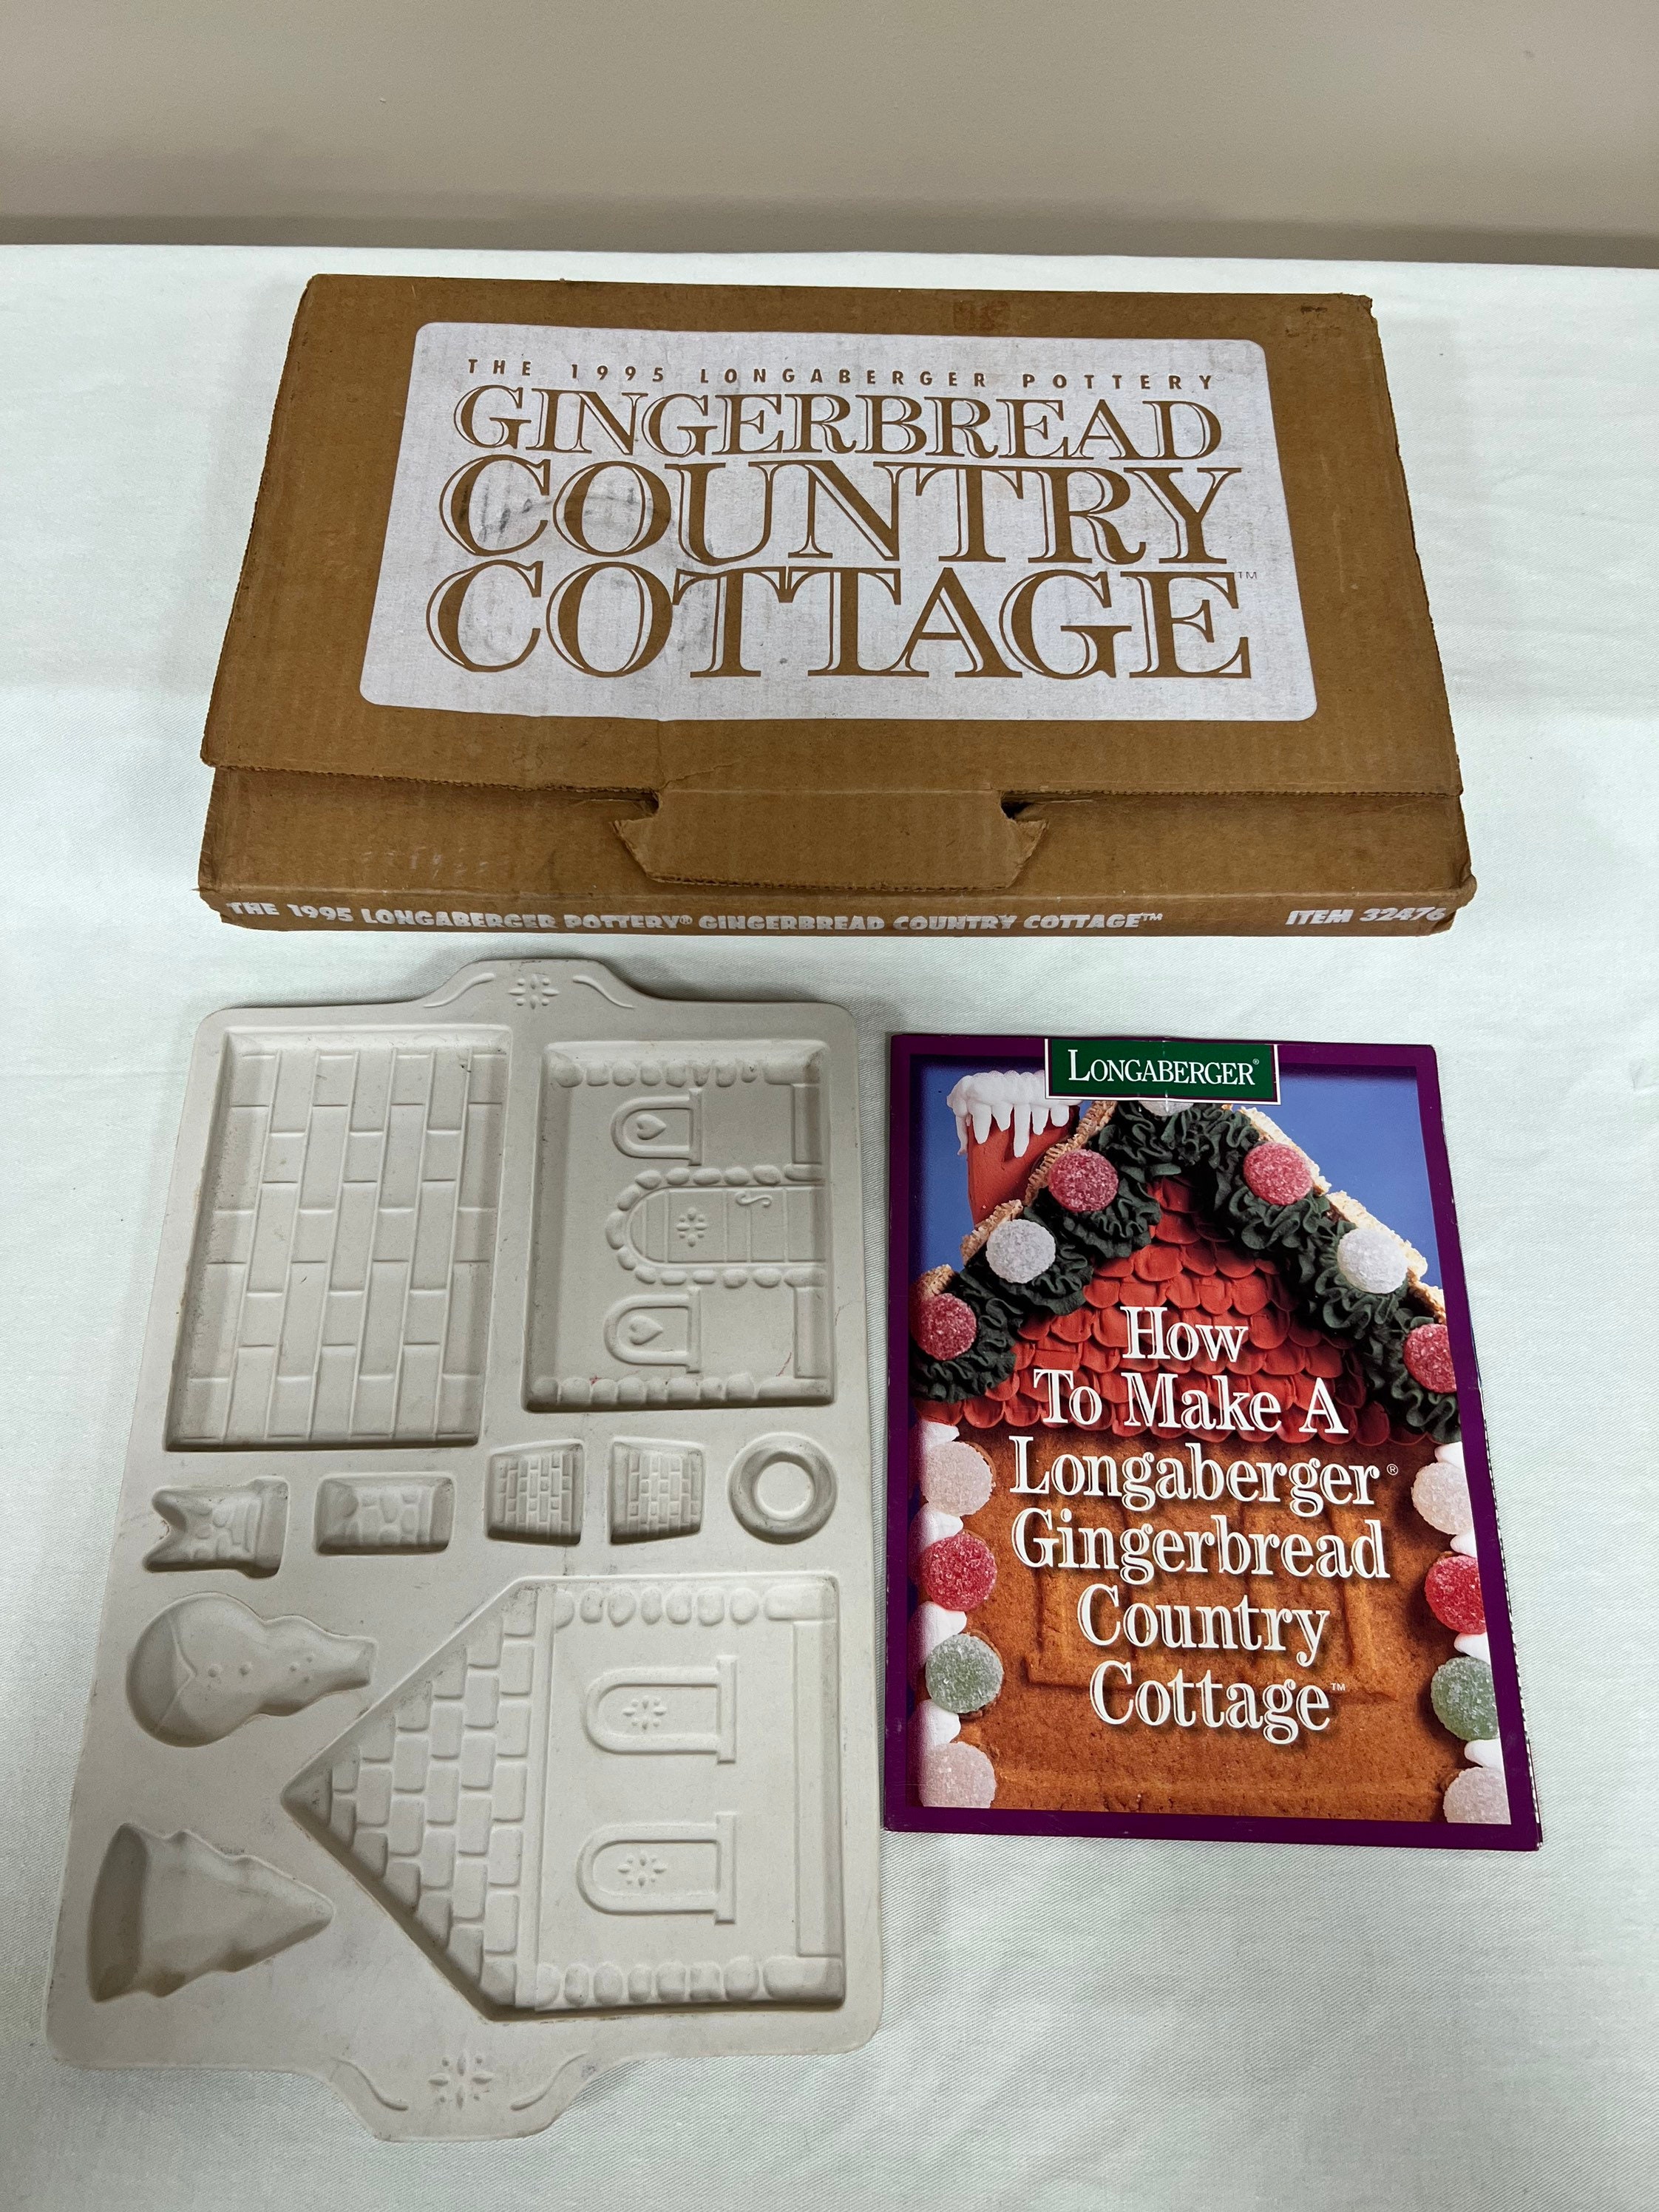 THE 1995 LONGABERGER POTTERY
GINGERBREAD
COUNTRY
COTTAGE™
THE 1995 LONGABERGER POTTERY® GINGERBREAD COUNTRY COTTAGE™ ITEM 32476
LONGABERGER®
How
To Make A
Longaberger®
Gingerbread
Country
Cottage™